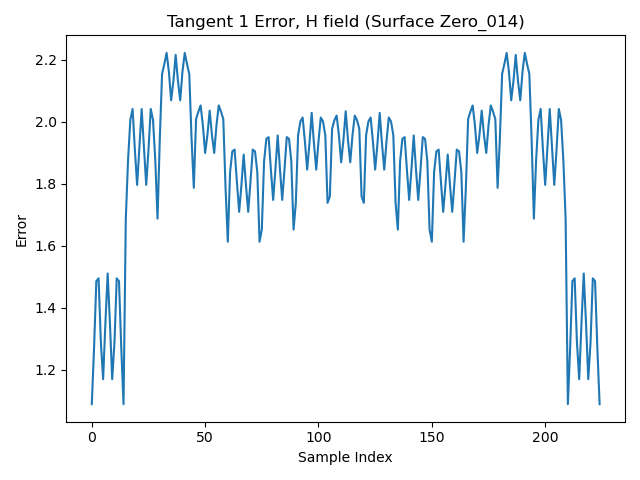 Tangent 1 Error, H field (Surface Zero_014)
Error
2.2
2.0
1.8
1.6
1.4
1.2
0 50 100 150 200
Sample Index